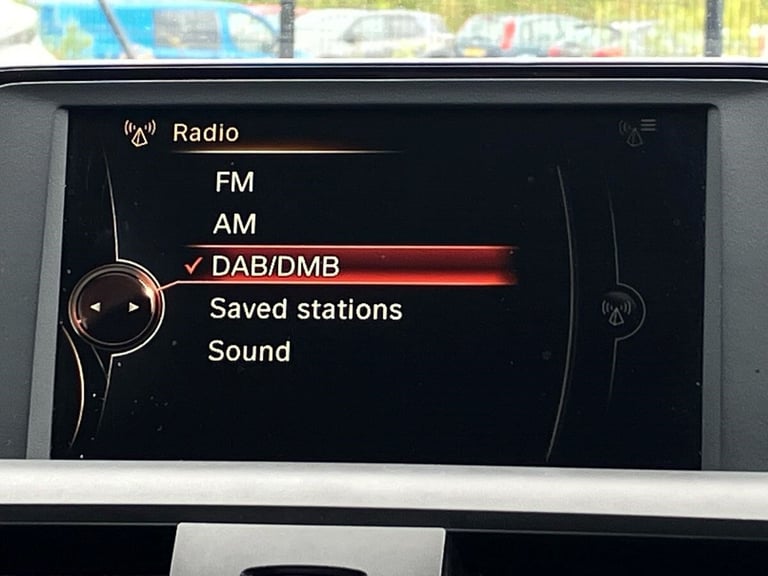 Radio
FM
AM
✓ DAB/DMB
Saved stations
Sound